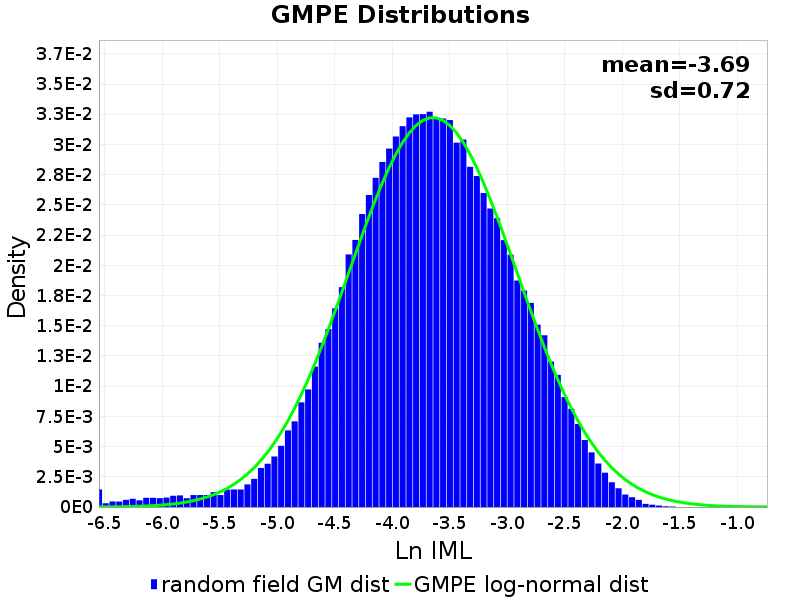 GMPE Distributions
mean=-3.69
sd=0.72
3.7E-2
3.5E-2
3.3E-2
3E-2
2.8E-2
2.5E-2
2.2E-2
2E-2
1.8E-2
1.5E-2
1.3E-2
1E-2
7.5E-3
5E-3
2.5E-3
0E0
Density
-6.5 -6.0 -5.5 -5.0 -4.5 -4.0 -3.5 -3.0 -2.5 -2.0 -1.5 -1.0
Ln IML
random field GM dist GMPE log-normal dist